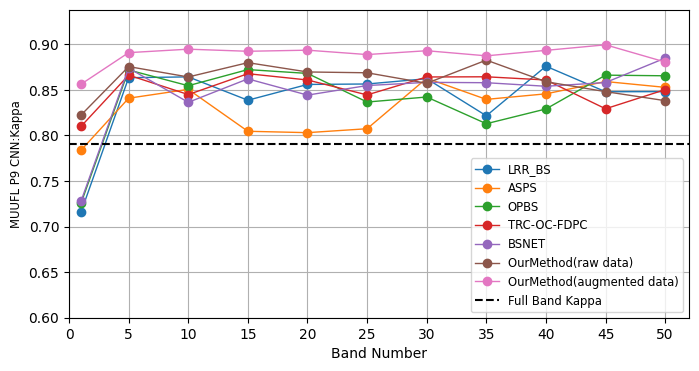 MUUFL P9 CNN:Kappa
0.90
0.85
0.80
0.75
0.70
0.65
0.60
0 5 10 15 20 25 30 35 40 45 50
Band Number
LRR_BS
ASPS
OPBS
TRC-OC-FDPC
BSNET
OurMethod(raw data)
OurMethod(augmented data)
Full Band Kappa